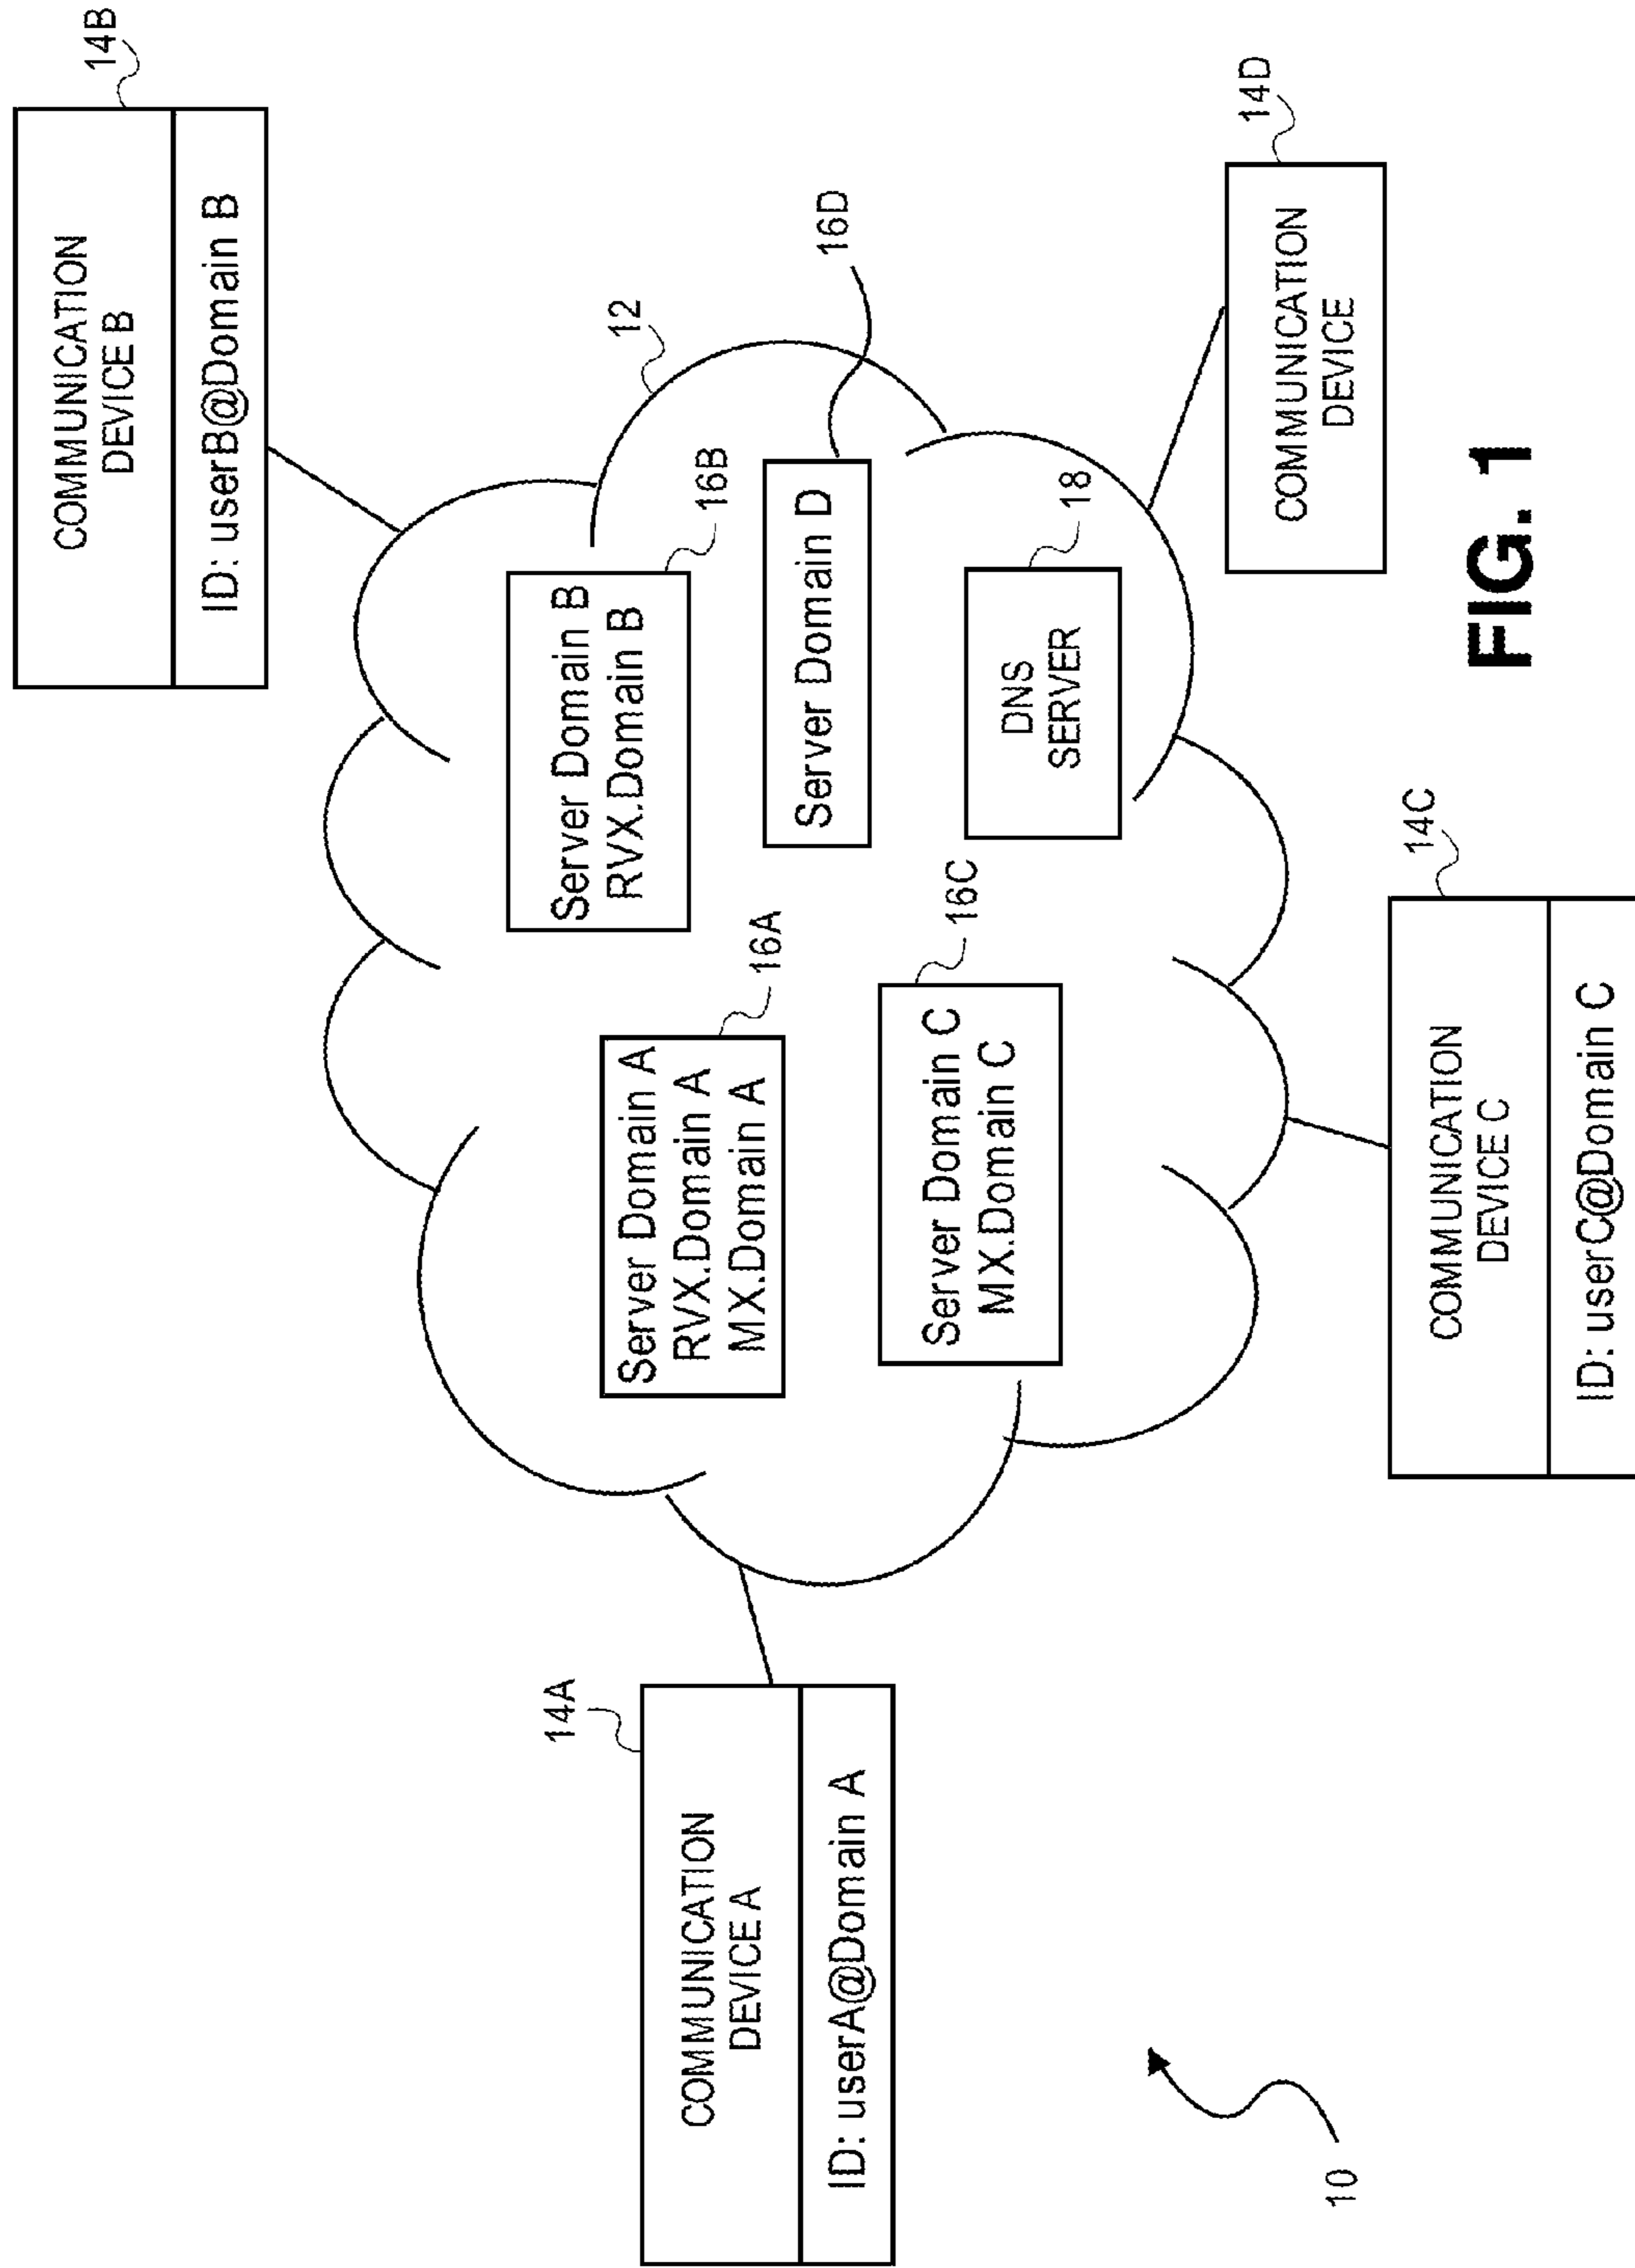 14B
COMMUNICATION
DEVICE B
ID: userB@Domain B
12
16D
14D
COMMUNICATION
DEVICE
Server Domain B
RVX.Domain B
16B
Server Domain D
DNS
SERVER
18
Server Domain A
RVX.Domain A
MX.Domain A
16A
Server Domain C
MX.Domain C
16C
14A
COMMUNICATION
DEVICE A
ID: userA@Domain A
14C
COMMUNICATION
DEVICE C
ID: userC@Domain C
10
FIG. 1